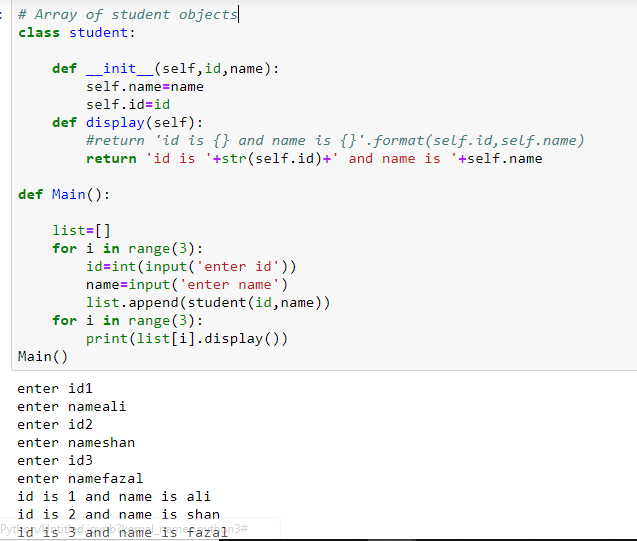 # Array of student objects
class student:
    def __init__(self,id,name):
        self.name=name
        self.id=id
    def display(self):
        #return 'id is {} and name is {}'.format(self.id,self.name)
        return 'id is '+str(self.id)+' and name is '+self.name
def Main():
    list=[]
    for i in range(3):
        id=int(input('enter id'))
        name=input('enter name')
        list.append(student(id,name))
    for i in range(3):
        print(list[i].display())
Main()
enter id1
enter nameali
enter id2
enter nameshan
enter id3
enter namefazal
id is 1 and name is ali
id is 2 and name is shan
id is 3 and name is fazal